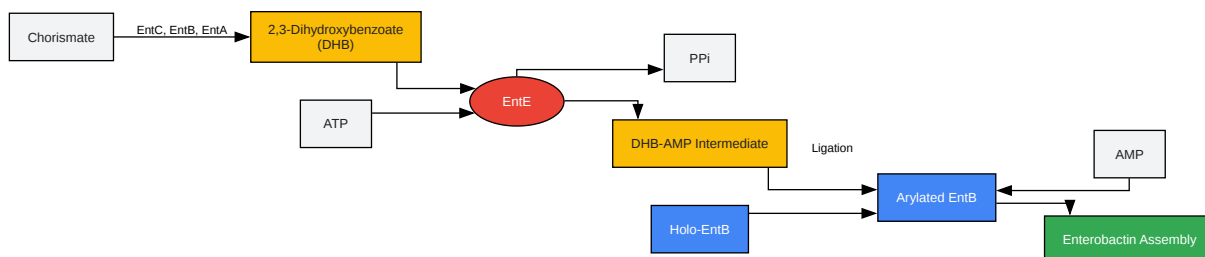 Chorismate
EntC, EntB, EntA
2,3-Dihydroxybenzoate
(DHB)
PPi
EntE
ATP
DHB-AMP Intermediate
Ligation
AMP
Arylated EntB
Holo-EntB
Enterobactin Assembly